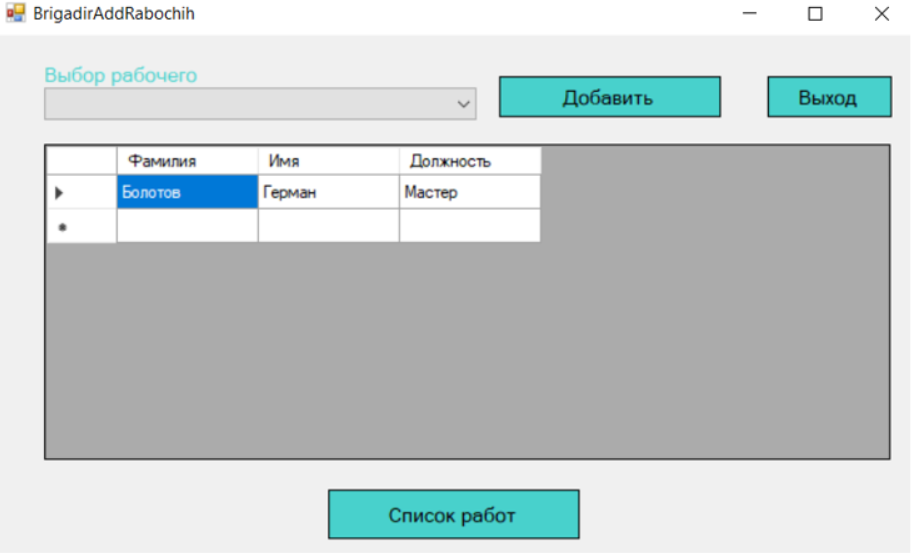 BrigadirAddRabochih
Выбор рабочего
Добавить
Выход
Фамилия Имя Должность
Болотов Герман Мастер
Список работ